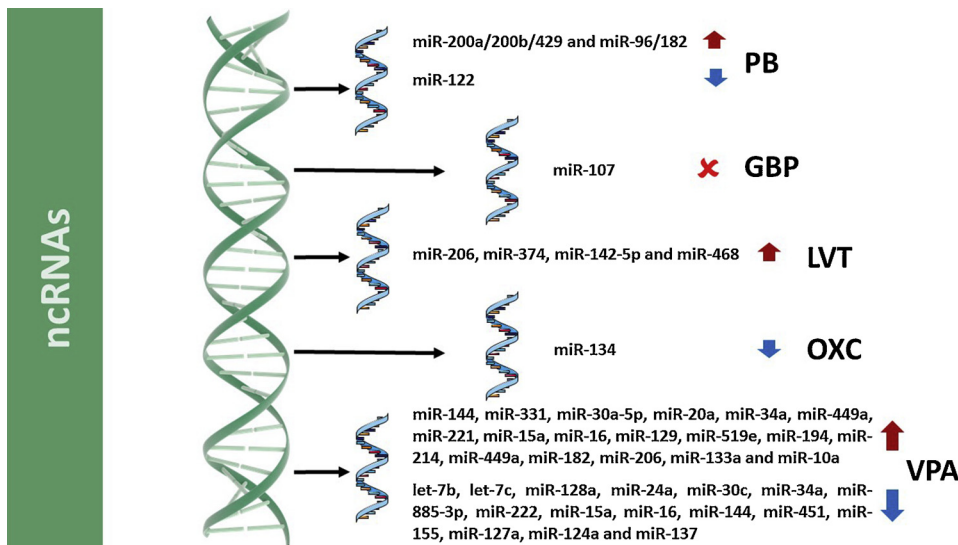 ncRNAs
miR-200a/200b/429 and miR-96/182
miR-122
PB
miR-107
GBP
miR-206, miR-374, miR-142-5p and miR-468
LVT
miR-134
OXC
miR-144, miR-331, miR-30a-5p, miR-20a, miR-34a, miR-449a,
miR-221, miR-15a, miR-16, miR-129, miR-519e, miR-194, miR-
214, miR-449a, miR-182, miR-206, miR-133a and miR-10a
VPA
let-7b, let-7c, miR-128a, miR-24a, miR-30c, miR-34a, miR-
885-3p, miR-222, miR-15a, miR-16, miR-144, miR-451, miR-
155, miR-127a, miR-124a and miR-137